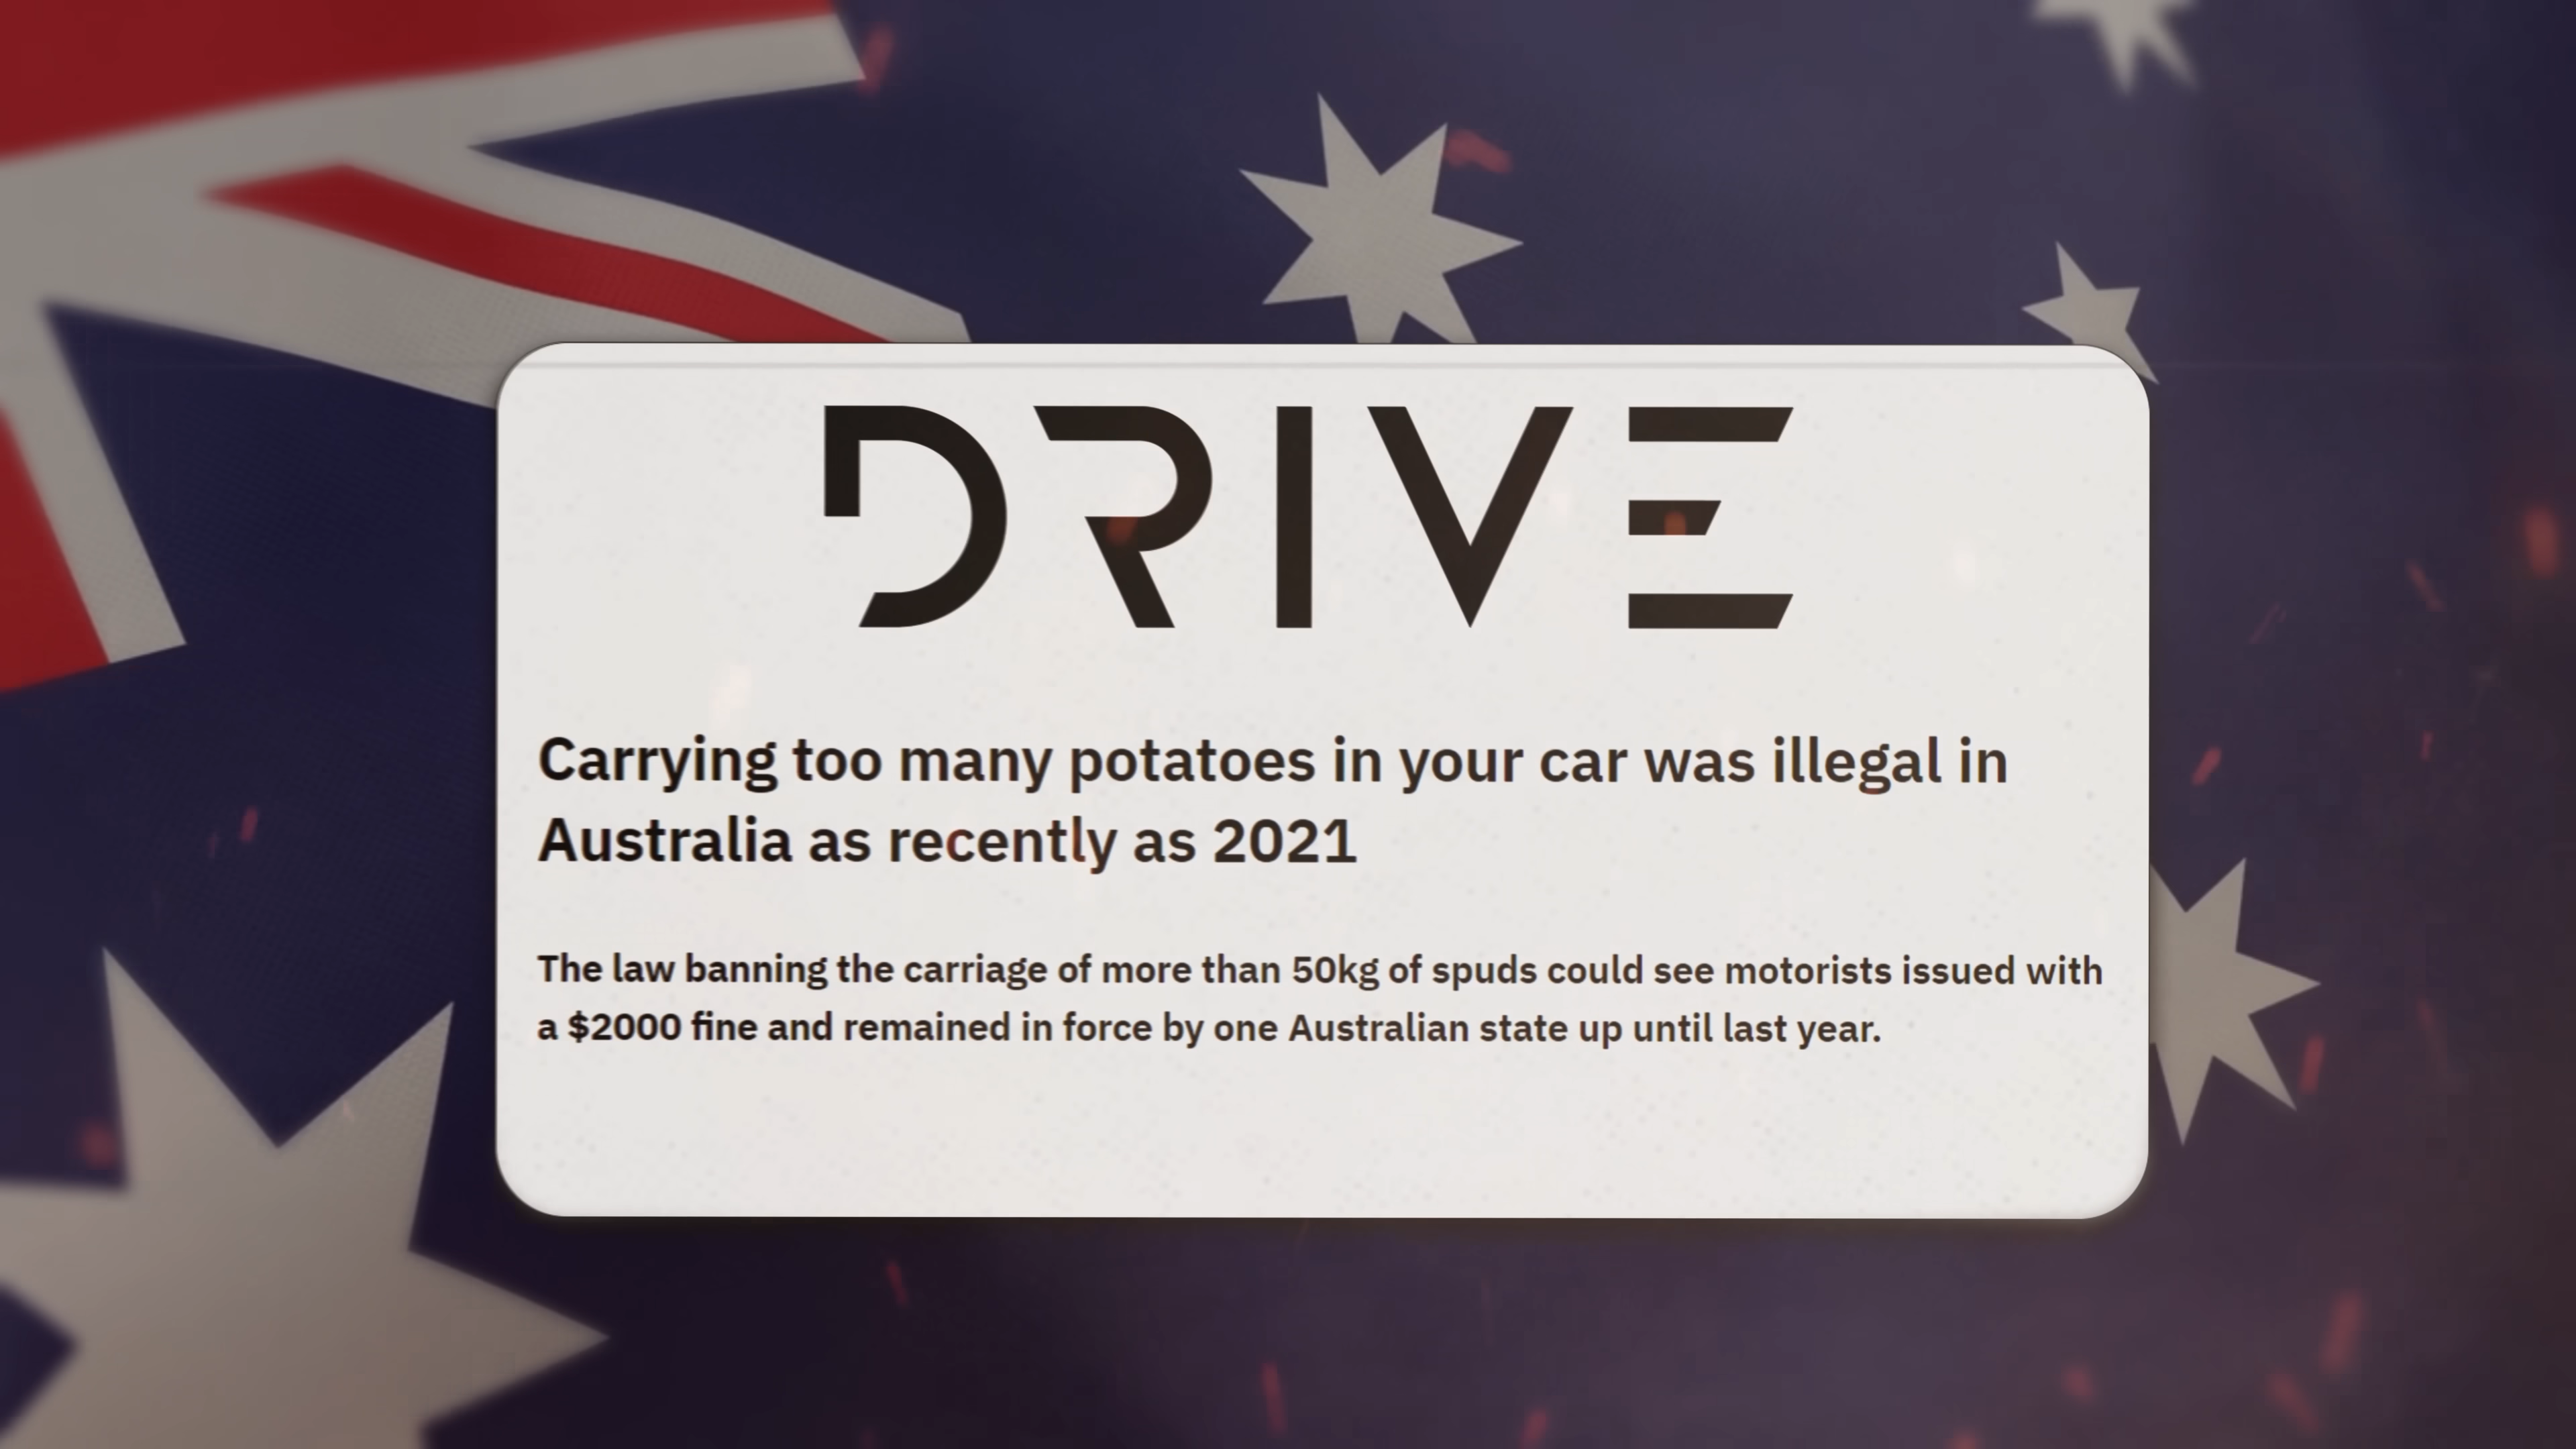 DRIVE
Carrying too many potatoes in your car was illegal in
Australia as recently as 2021
The law banning the carriage of more than 50kg of spuds could see motorists issued with
a $2000 fine and remained in force by one Australian state up until last year.